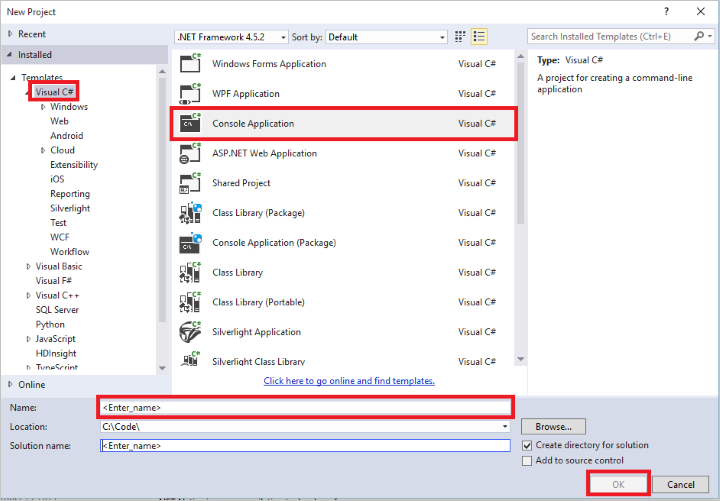 New Project
Recent
.NET Framework 4.5.2
Sort by:
Default
Search Installed Templates (Ctrl+E)
Installed
Templates
Visual C#
Windows
Web
Android
Cloud
Extensibility
iOS
Reporting
Silverlight
Test
WCF
Workflow
Visual Basic
Visual F#
Visual C++
SQL Server
Python
JavaScript
HDInsight
TypeScript
Online
Windows Forms Application Visual C#
WPF Application Visual C#
Console Application Visual C#
ASP.NET Web Application Visual C#
Shared Project Visual C#
Class Library (Package) Visual C#
Console Application (Package) Visual C#
Class Library Visual C#
Class Library (Portable) Visual C#
Silverlight Application Visual C#
Silverlight Class Library Visual C#
Click here to go online and find templates.
Type: Visual C#
A project for creating a command-line
application
Name: <Enter_name>
Location: C:\Code\
Browse...
Solution name: <Enter_name>
Create directory for solution
Add to source control
OK
Cancel